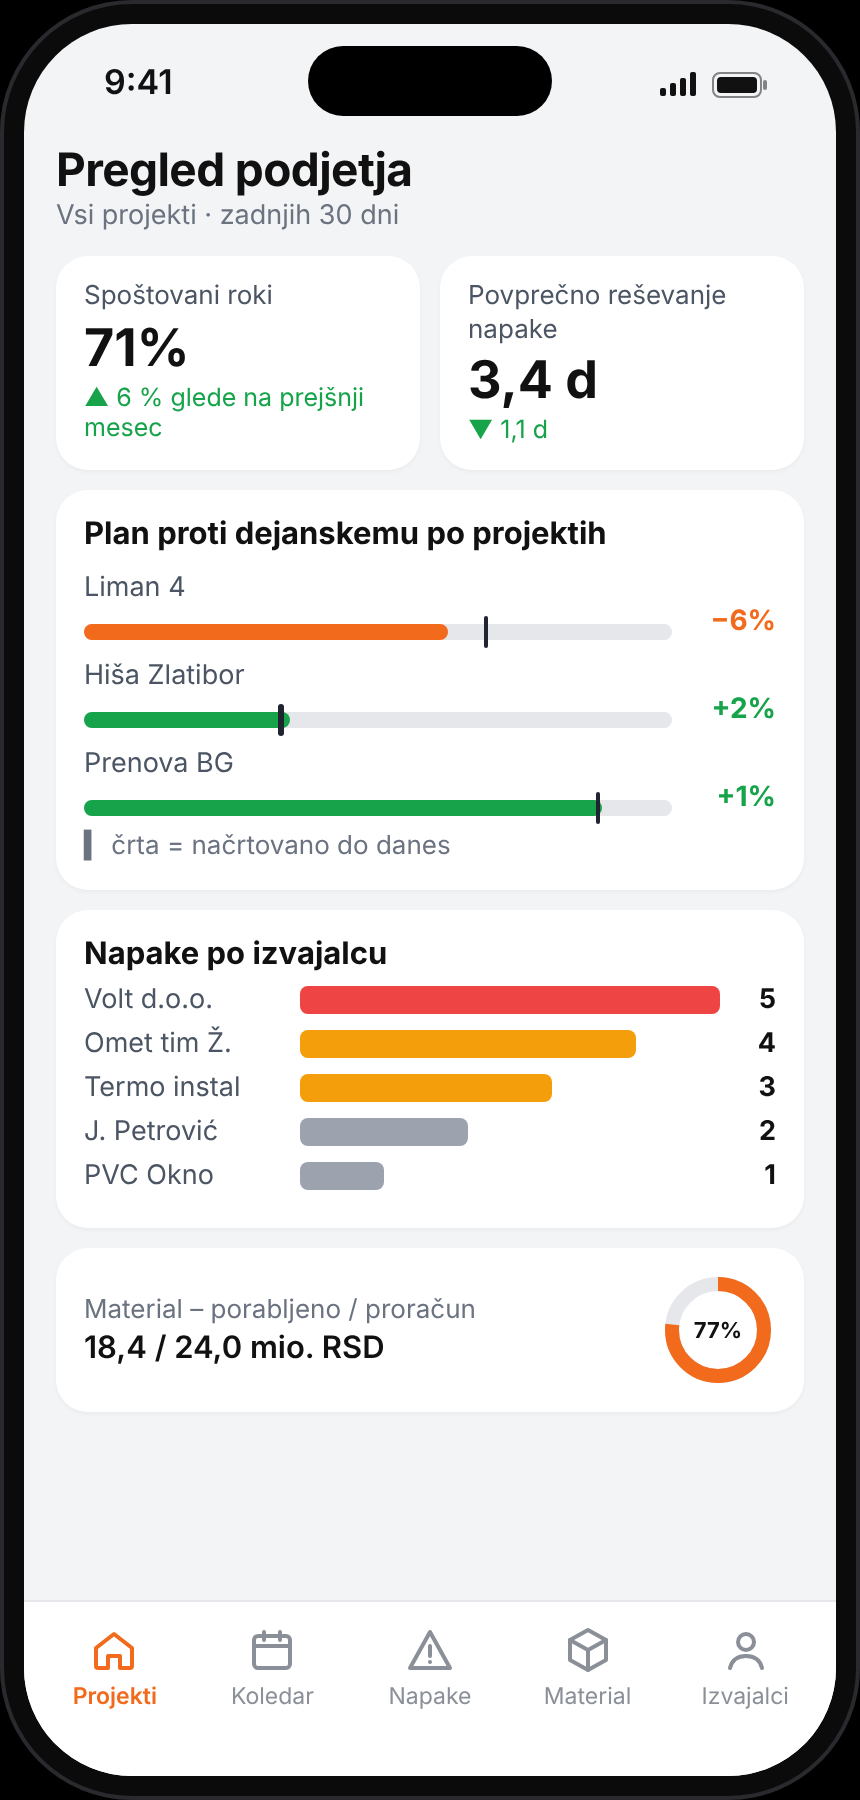 9:41
Pregled podjetja
Vsi projekti · zadnjih 30 dni
Spoštovani roki
71%
▲ 6 % glede na prejšnji
mesec
Povprečno reševanje
napake
3,4 d
▼ 1,1 d
Plan proti dejanskemu po projektih
Liman 4
−6%
Hiša Zlatibor
+2%
Prenova BG
+1%
▌ črta = načrtovano do danes
Napake po izvajalcu
Volt d.o.o. 5
Omet tim Ž. 4
Termo instal 3
J. Petrović 2
PVC Okno 1
Material – porabljeno / proračun
18,4 / 24,0 mio. RSD
77%
Projekti Koledar Napake Material Izvajalci